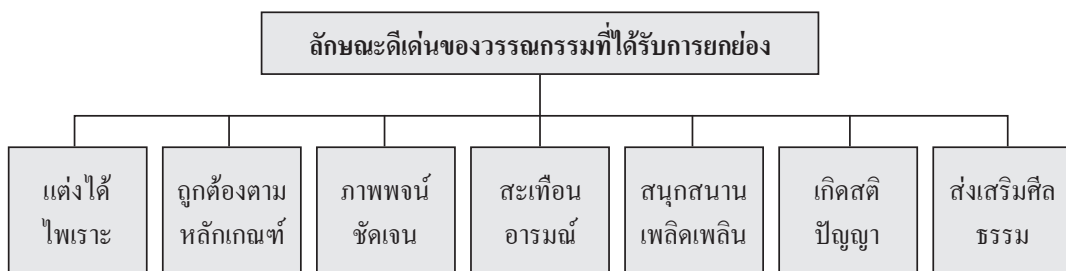 ลักษณะดีเด่นของวรรณกรรมที่ได้รับการยกย่อง
แต่งได้
ไพเราะ
ถูกต้องตาม
หลักเกณฑ์
ภาพพจน์
ชัดเจน
สะเทือน
อารมณ์
สนุกสนาน
เพลิดเพลิน
เกิดสติ
ปัญญา
ส่งเสริมศีล
ธรรม